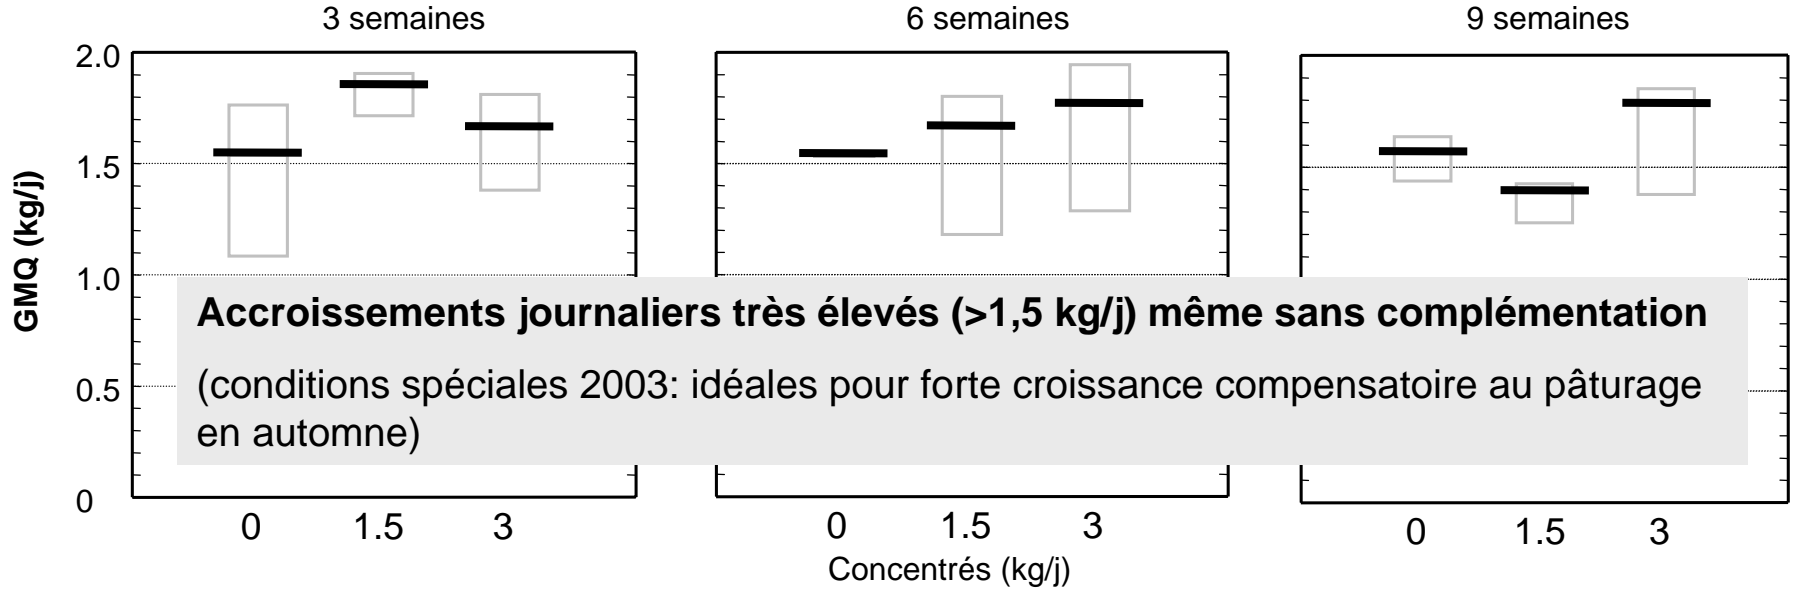 3 semaines
6 semaines
9 semaines
GMQ (kg/j)
2.0
1.5
1.0
0.5
0
Accroissements journaliers très élevés (>1,5 kg/j) même sans complémentation
(conditions spéciales 2003: idéales pour forte croissance compensatoire au pâturage
en automne)
0 1.5 3
0 1.5 3
0 1.5 3
Concentrés (kg/j)